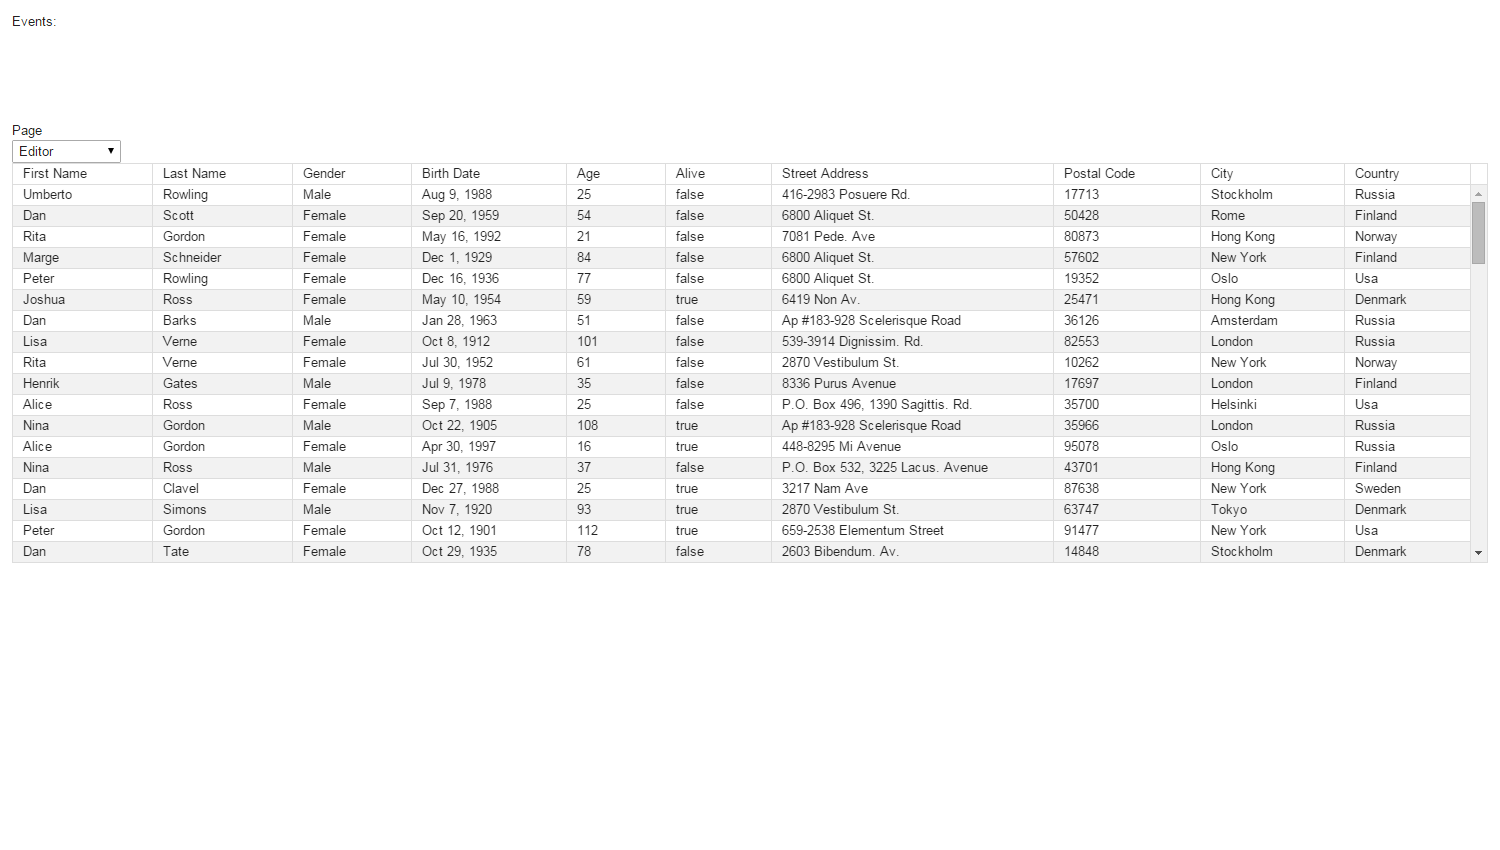 Events:
Page
Editor
First Name Last Name Gender Birth Date Age Alive Street Address Postal Code City Country
Umberto Rowling Male Aug 9, 1988 25 false 416-2983 Posuere Rd. 17713 Stockholm Russia
Dan Scott Female Sep 20, 1959 54 false 6800 Aliquet St. 50428 Rome Finland
Rita Gordon Female May 16, 1992 21 false 7081 Pede. Ave 80873 Hong Kong Norway
Marge Schneider Female Dec 1, 1929 84 false 6800 Aliquet St. 57602 New York Finland
Peter Rowling Female Dec 16, 1936 77 false 6800 Aliquet St. 19352 Oslo Usa
Joshua Ross Female May 10, 1954 59 true 6419 Non Av. 25471 Hong Kong Denmark
Dan Barks Male Jan 28, 1963 51 false Ap #183-928 Scelerisque Road 36126 Amsterdam Russia
Lisa Verne Female Oct 8, 1912 101 false 539-3914 Dignissim. Rd. 82553 London Russia
Rita Verne Female Jul 30, 1952 61 false 2870 Vestibulum St. 10262 New York Norway
Henrik Gates Male Jul 9, 1978 35 false 8336 Purus Avenue 17697 London Finland
Alice Ross Female Sep 7, 1988 25 false P.O. Box 496, 1390 Sagittis. Rd. 35700 Helsinki Usa
Nina Gordon Male Oct 22, 1905 108 true Ap #183-928 Scelerisque Road 35966 London Russia
Alice Gordon Female Apr 30, 1997 16 true 448-8295 Mi Avenue 95078 Oslo Russia
Nina Ross Male Jul 31, 1976 37 false P.O. Box 532, 3225 Lacus. Avenue 43701 Hong Kong Finland
Dan Clavel Female Dec 27, 1988 25 true 3217 Nam Ave 87638 New York Sweden
Lisa Simons Male Nov 7, 1920 93 true 2870 Vestibulum St. 63747 Tokyo Denmark
Peter Gordon Female Oct 12, 1901 112 true 659-2538 Elementum Street 91477 New York Usa
Dan Tate Female Oct 29, 1935 78 false 2603 Bibendum. Av. 14848 Stockholm Denmark